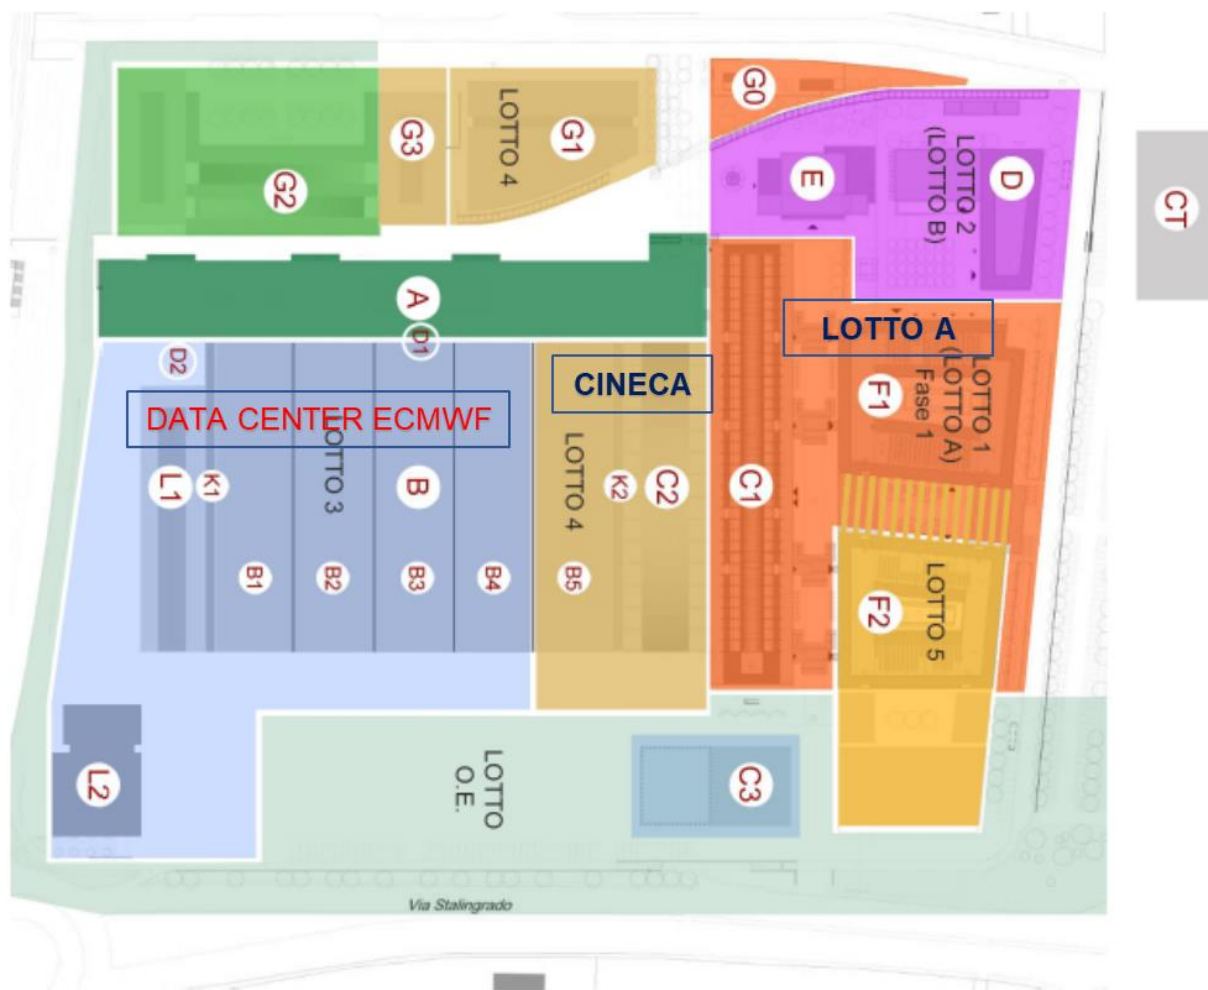 G0
CT
G3
LOTTO 4
G1
G2
E
LOTTO 2
(LOTTO B)
D
A
LOTTO A
D1
D2
CINECA
LOTTO 1
(LOTTO A)
Fase 1
F1
DATA CENTER ECMWF
LOTTO 3
LOTTO 4
L1
K1
B
K2
C2
C1
B1
B2
B3
B4
B5
LOTTO 5
F2
L2
LOTTO
O.E.
C3
Via Stalingrado